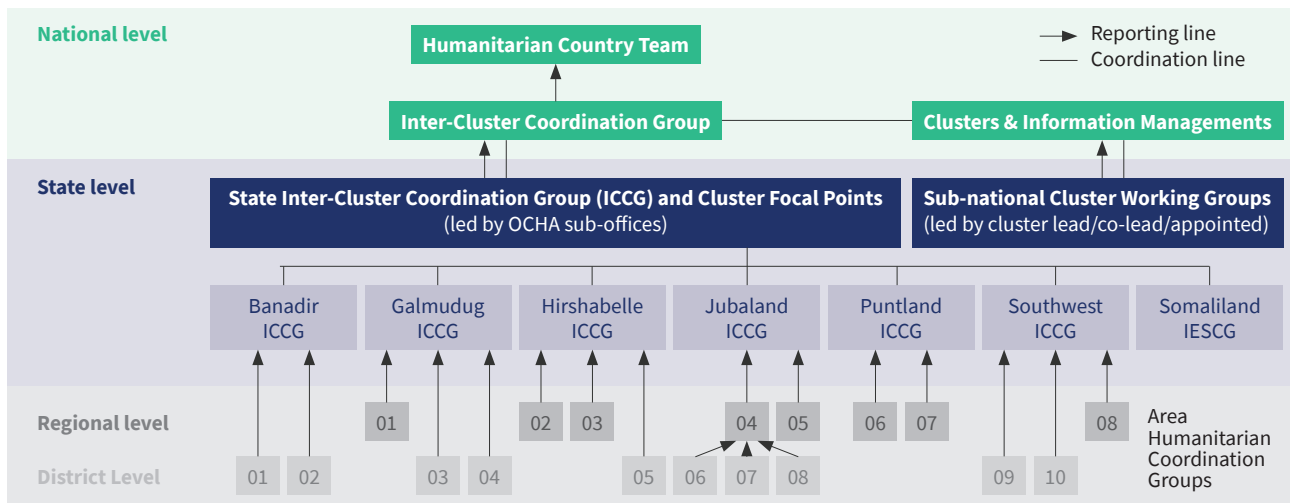 National level
Humanitarian Country Team
Reporting line
Coordination line
Inter-Cluster Coordination Group
Clusters & Information Managements
State level
State Inter-Cluster Coordination Group (ICCG) and Cluster Focal Points
(led by OCHA sub-offices)
Sub-national Cluster Working Groups
(led by cluster lead/co-lead/appointed)
Banadir
ICCG
Galmudug
ICCG
Hirshabelle
ICCG
Jubaland
ICCG
Puntland
ICCG
Southwest
ICCG
Somaliland
IESCG
Regional level
01
02
03
04
05
06
07
08
Area
Humanitarian
Coordination
Groups
District Level
01
02
03
04
05
06
07
08
09
10